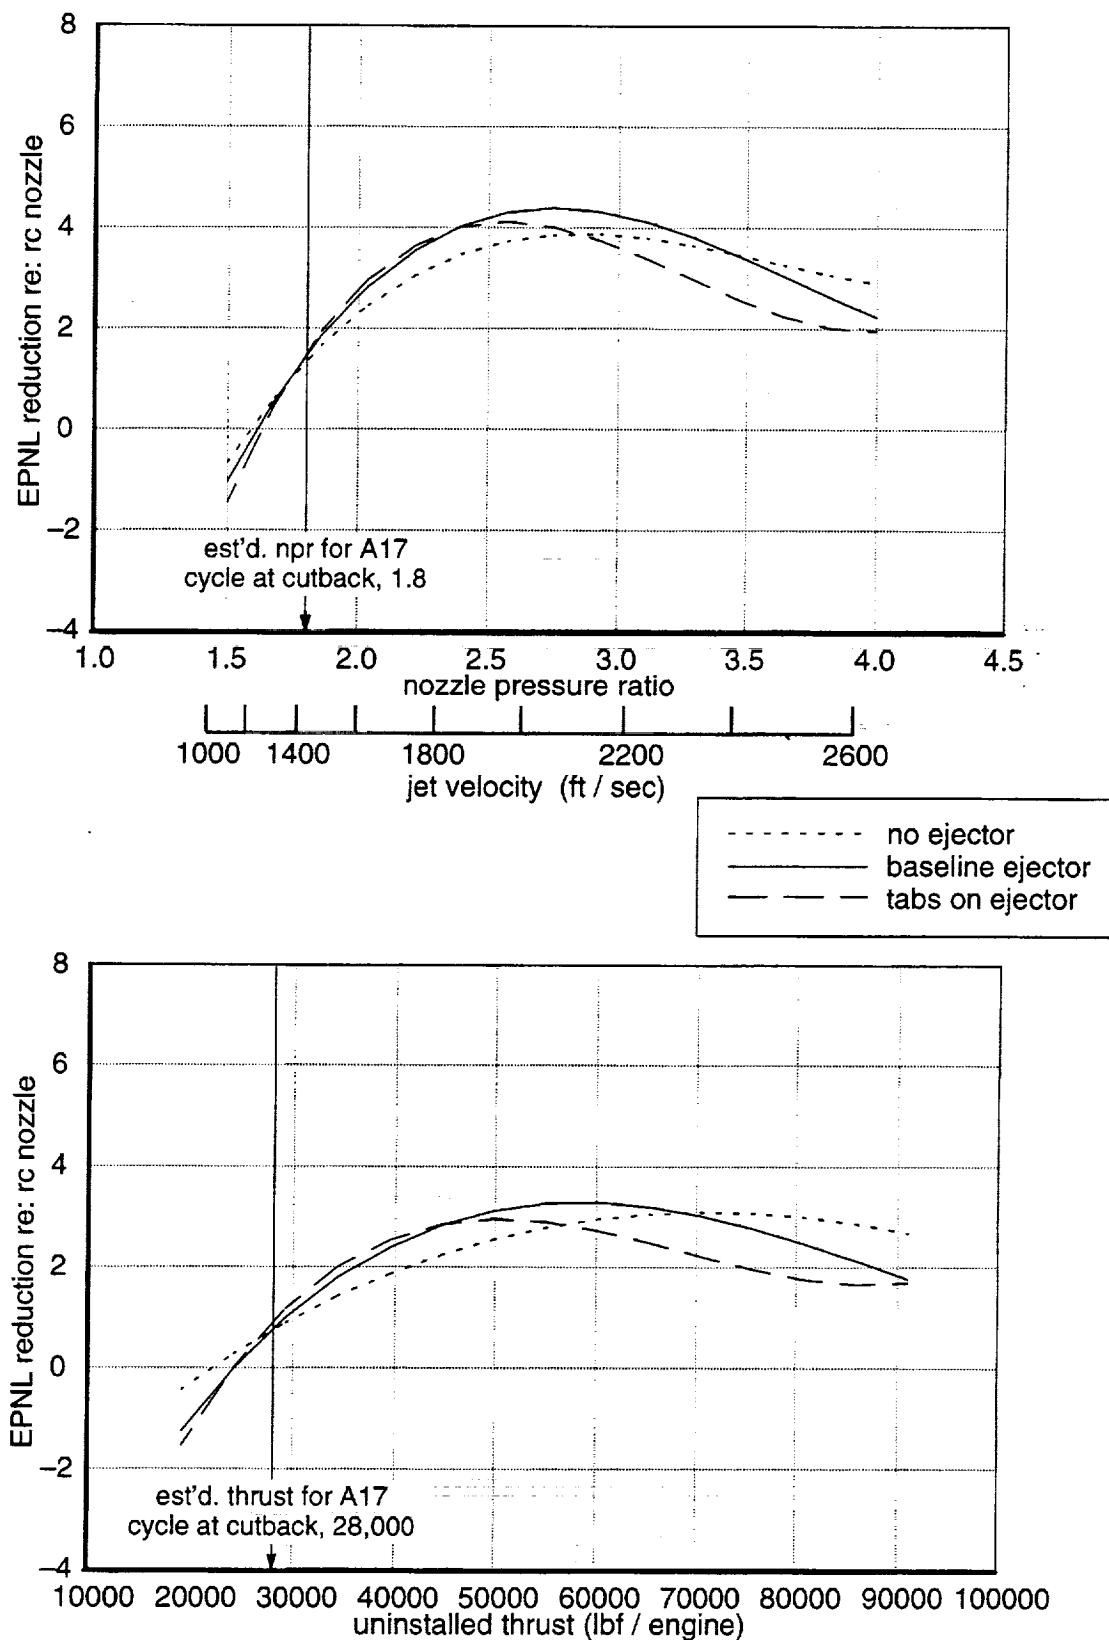 8
6
4
2
0
−2
−4
EPNL reduction re: rc nozzle
est'd. npr for A17
cycle at cutback, 1.8
1.0 1.5 2.0 2.5 3.0 3.5 4.0 4.5
nozzle pressure ratio
1000 1400 1800 2200 2600
jet velocity (ft / sec)
no ejector
baseline ejector
tabs on ejector
8
6
4
2
0
−2
−4
EPNL reduction re: rc nozzle
est'd. thrust for A17
cycle at cutback, 28,000
10000 20000 30000 40000 50000 60000 70000 80000 90000 100000
uninstalled thrust (lbf / engine)